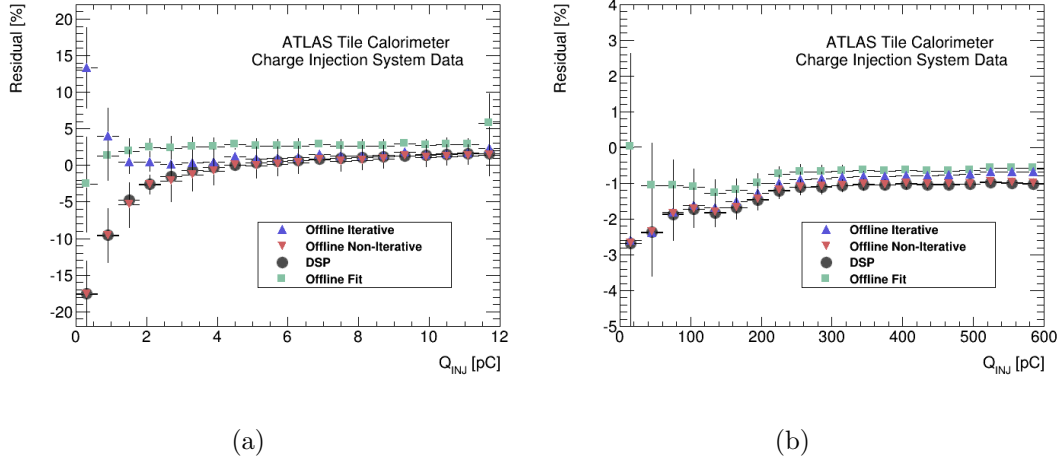 Residual [%]
20
15
10
5
0
-5
-10
-15
-20
ATLAS Tile Calorimeter
Charge Injection System Data
Offline Iterative
Offline Non-Iterative
DSP
Offline Fit
0 2 4 6 8 10 12
Q_INJ [pC]
(a)
Residual [%]
4
3
2
1
0
-1
-2
-3
-4
-5
ATLAS Tile Calorimeter
Charge Injection System Data
Offline Iterative
Offline Non-Iterative
DSP
Offline Fit
0 100 200 300 400 500 600
Q_INJ [pC]
(b)